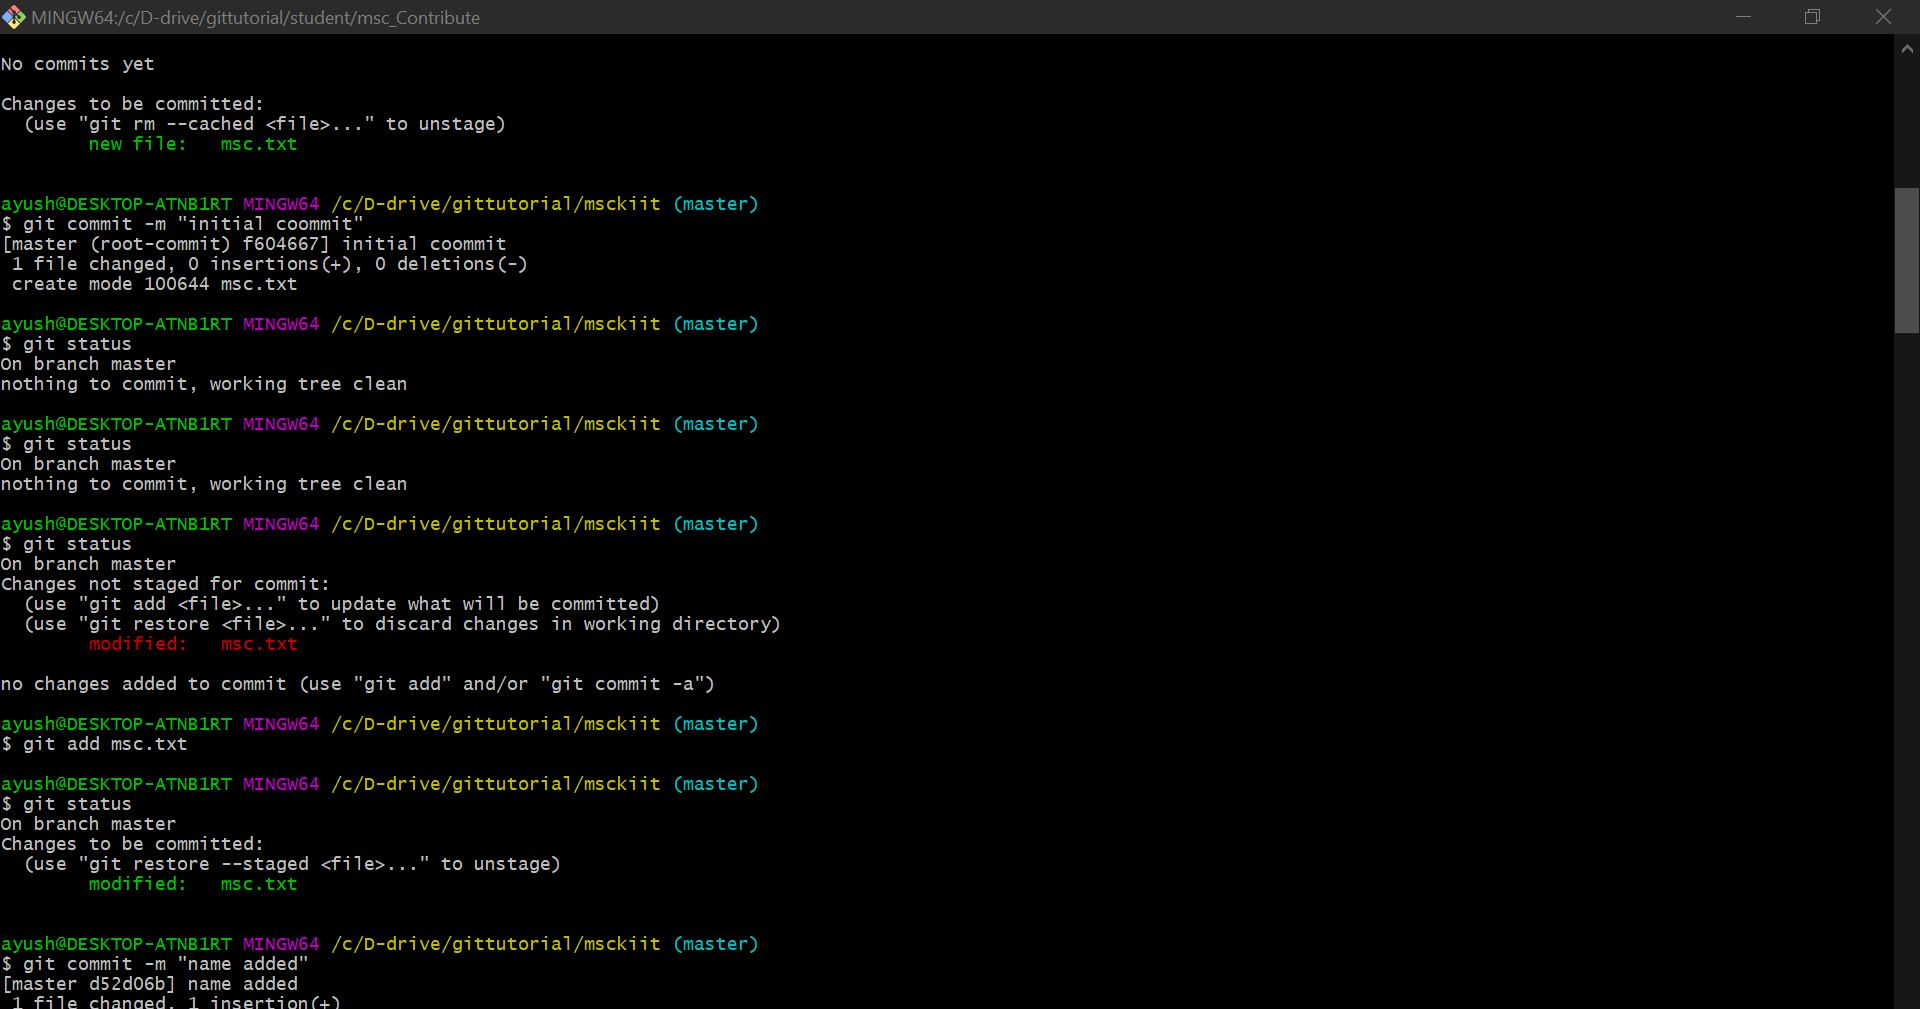 MINGW64:/c/D-drive/gittutorial/student/msc_Contribute
No commits yet
Changes to be committed:
  (use "git rm --cached <file>..." to unstage)
        new file:   msc.txt
ayush@DESKTOP-ATNB1RT MINGW64 /c/D-drive/gittutorial/msckiit (master)
$ git commit -m "initial coommit"
[master (root-commit) f604667] initial coommit
 1 file changed, 0 insertions(+), 0 deletions(-)
 create mode 100644 msc.txt
ayush@DESKTOP-ATNB1RT MINGW64 /c/D-drive/gittutorial/msckiit (master)
$ git status
On branch master
nothing to commit, working tree clean
ayush@DESKTOP-ATNB1RT MINGW64 /c/D-drive/gittutorial/msckiit (master)
$ git status
On branch master
nothing to commit, working tree clean
ayush@DESKTOP-ATNB1RT MINGW64 /c/D-drive/gittutorial/msckiit (master)
$ git status
On branch master
Changes not staged for commit:
  (use "git add <file>..." to update what will be committed)
  (use "git restore <file>..." to discard changes in working directory)
        modified:   msc.txt
no changes added to commit (use "git add" and/or "git commit -a")
ayush@DESKTOP-ATNB1RT MINGW64 /c/D-drive/gittutorial/msckiit (master)
$ git add msc.txt
ayush@DESKTOP-ATNB1RT MINGW64 /c/D-drive/gittutorial/msckiit (master)
$ git status
On branch master
Changes to be committed:
  (use "git restore --staged <file>..." to unstage)
        modified:   msc.txt
ayush@DESKTOP-ATNB1RT MINGW64 /c/D-drive/gittutorial/msckiit (master)
$ git commit -m "name added"
[master d52d06b] name added
 1 file changed, 1 insertion(+)